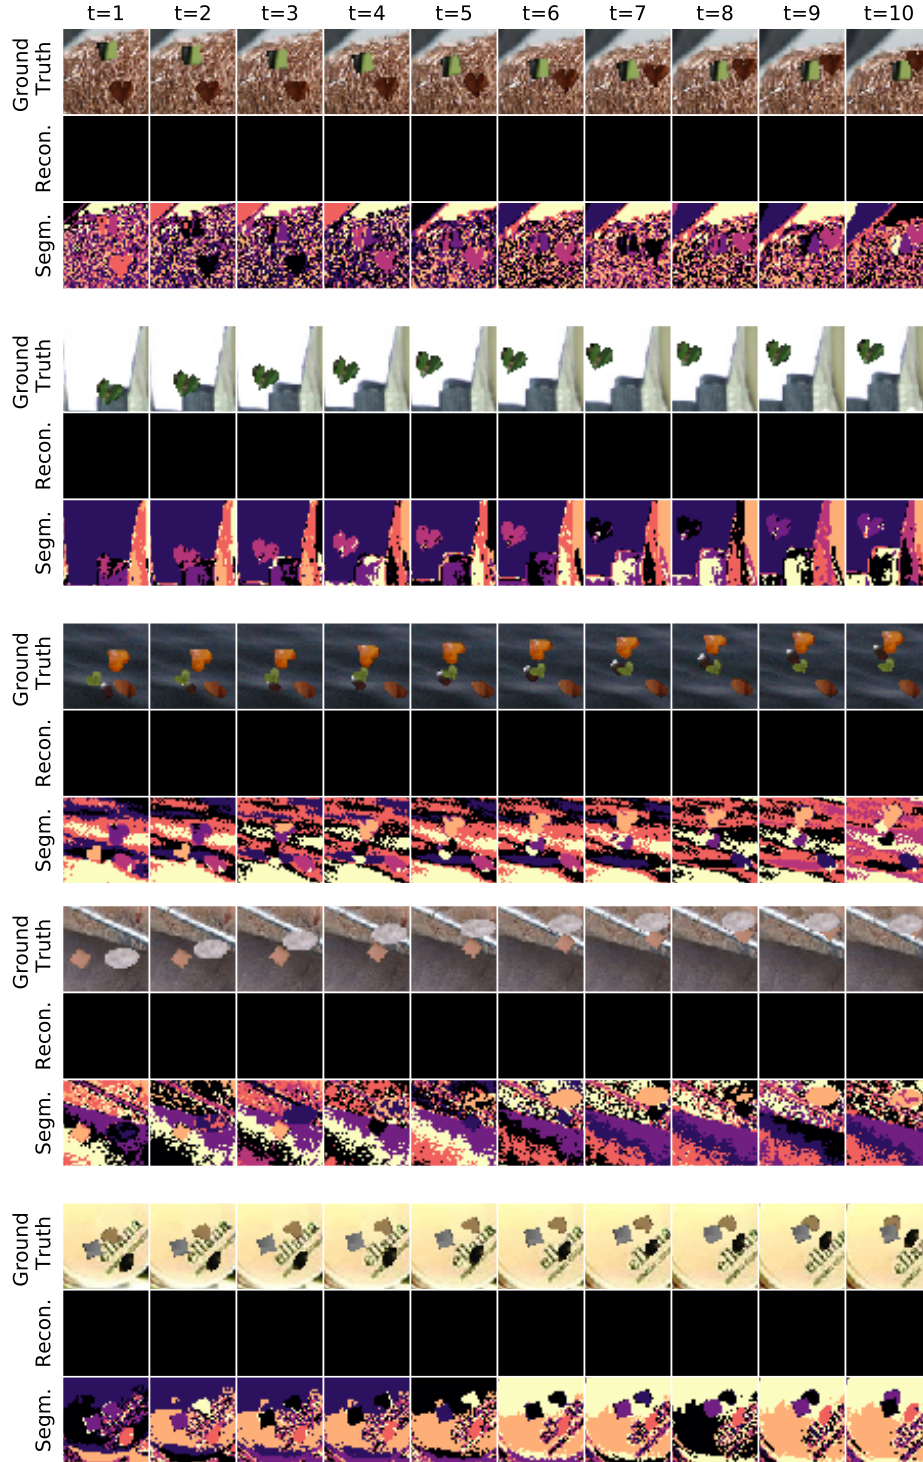 t=1 t=2 t=3 t=4 t=5 t=6 t=7 t=8 t=9 t=10
Ground Truth
Recon.
Segm.
Ground Truth
Recon.
Segm.
Ground Truth
Recon.
Segm.
Ground Truth
Recon.
Segm.
Ground Truth
Recon.
Segm.